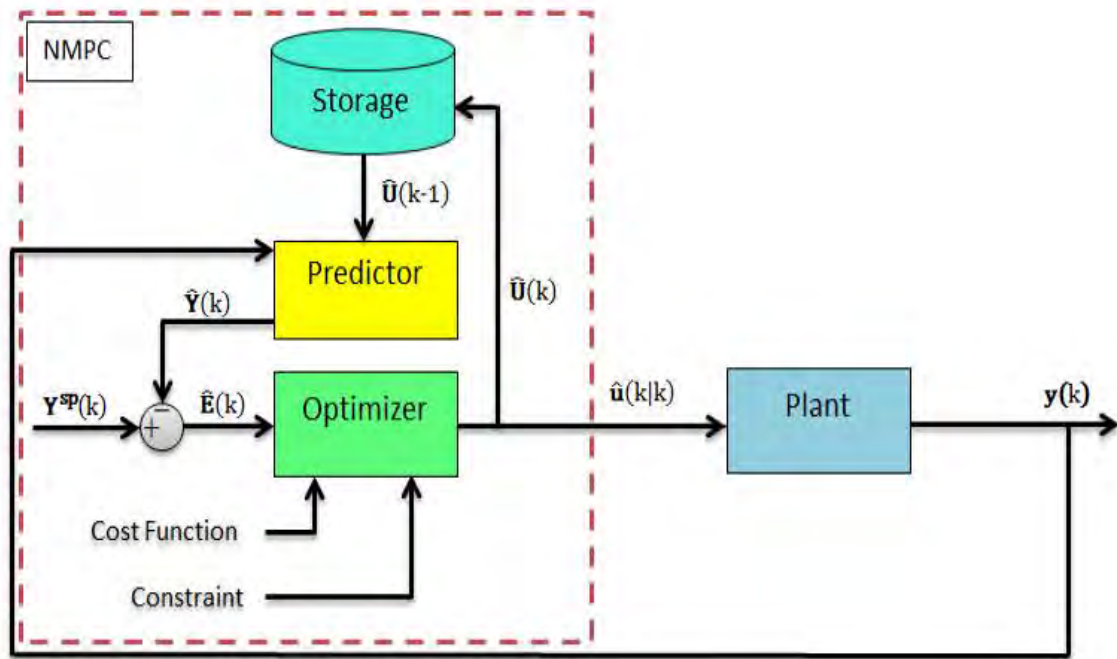 NMPC
Storage
Û(k-1)
Predictor
Û(k)
Ŷ(k)
Y^sp(k)
−
+
Ê(k)
Optimizer
û(k|k)
Plant
y(k)
Cost Function
Constraint